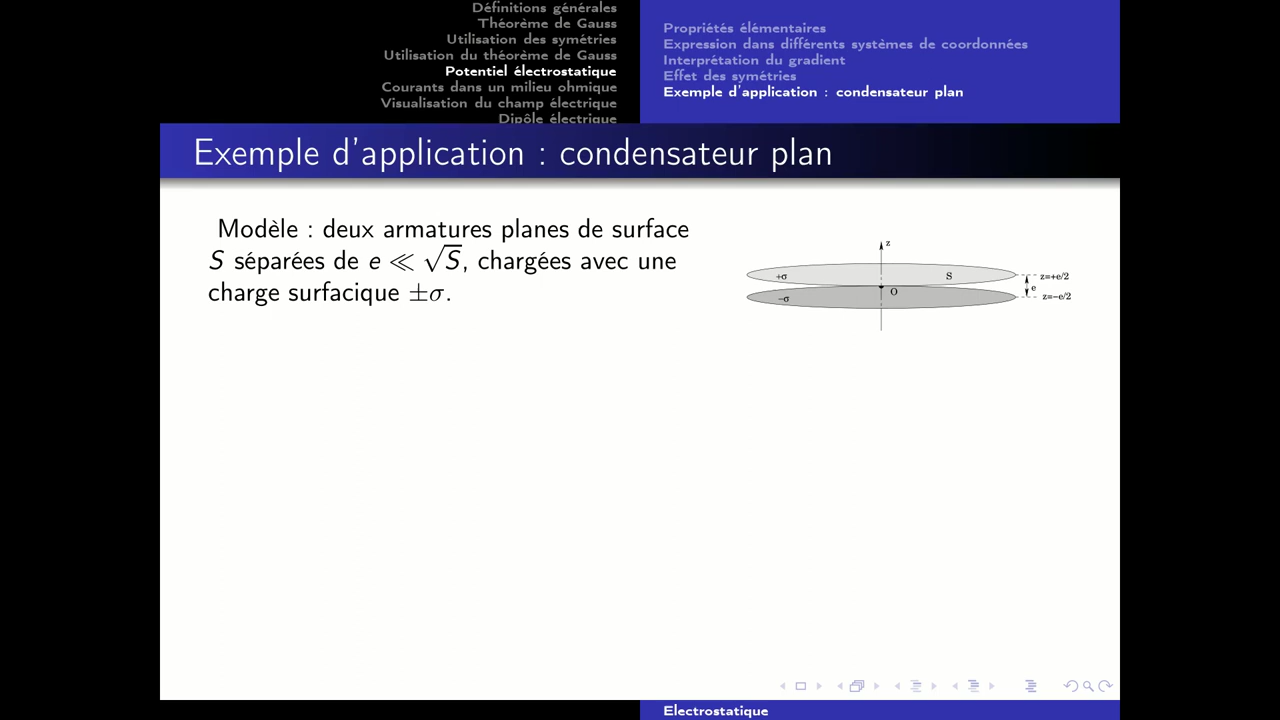 Définitions générales
Théorème de Gauss
Utilisation des symétries
Utilisation du théorème de Gauss
Potentiel électrostatique
Courants dans un milieu ohmique
Visualisation du champ électrique
Dipôle électrique
Propriétés élémentaires
Expression dans différents systèmes de coordonnées
Interprétation du gradient
Effet des symétries
Exemple d'application : condensateur plan
Exemple d'application : condensateur plan
Modèle : deux armatures planes de surface
S séparées de e ≪ √S, chargées avec une
charge surfacique ±σ.
z
+σ
S
z=+e/2
e
O
−σ
z=−e/2
Electrostatique